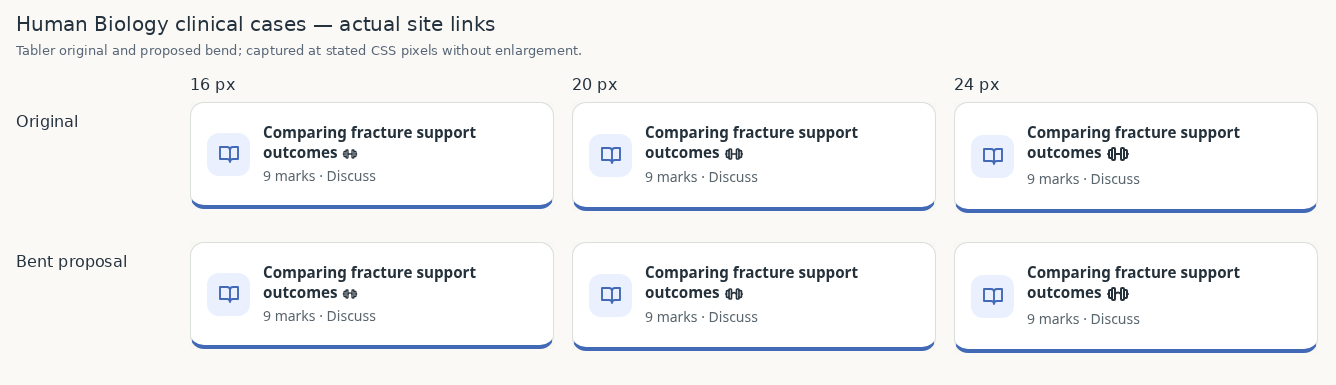 Human Biology clinical cases — actual site links
Tabler original and proposed bend; captured at stated CSS pixels without enlargement.
16 px
20 px
24 px
Original
Comparing fracture support
outcomes
9 marks · Discuss
Comparing fracture support
outcomes
9 marks · Discuss
Comparing fracture support
outcomes
9 marks · Discuss
Bent proposal
Comparing fracture support
outcomes
9 marks · Discuss
Comparing fracture support
outcomes
9 marks · Discuss
Comparing fracture support
outcomes
9 marks · Discuss